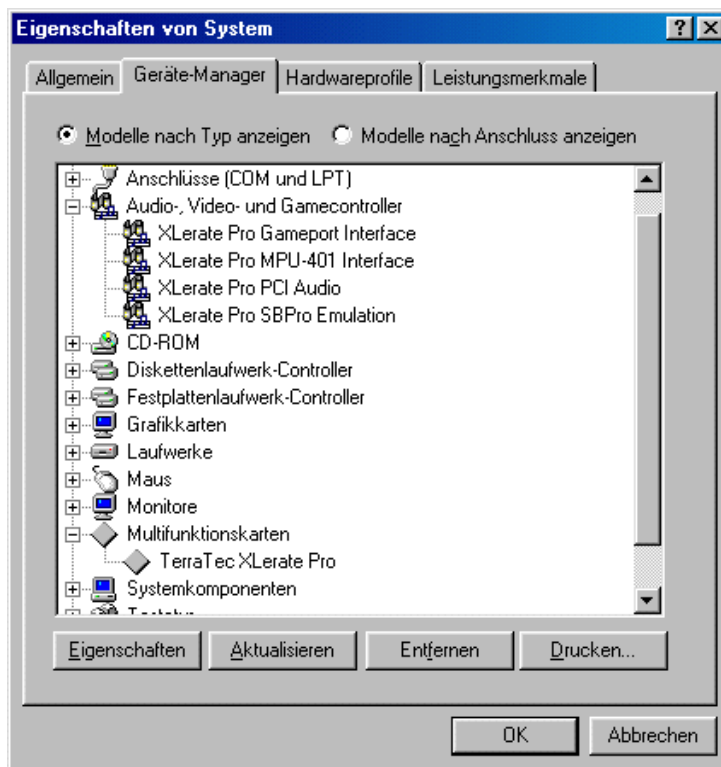 Eigenschaften von System
Allgemein Geräte-Manager Hardwareprofile Leistungsmerkmale
Modelle nach Typ anzeigen Modelle nach Anschluss anzeigen
Anschlüsse (COM und LPT)
Audio-, Video- und Gamecontroller
XLerate Pro Gameport Interface
XLerate Pro MPU-401 Interface
XLerate Pro PCI Audio
XLerate Pro SBPro Emulation
CD-ROM
Diskettenlaufwerk-Controller
Festplattenlaufwerk-Controller
Grafikkarten
Laufwerke
Maus
Monitore
Multifunktionskarten
TerraTec XLerate Pro
Systemkomponenten
Eigenschaften Aktualisieren Entfernen Drucken...
OK Abbrechen